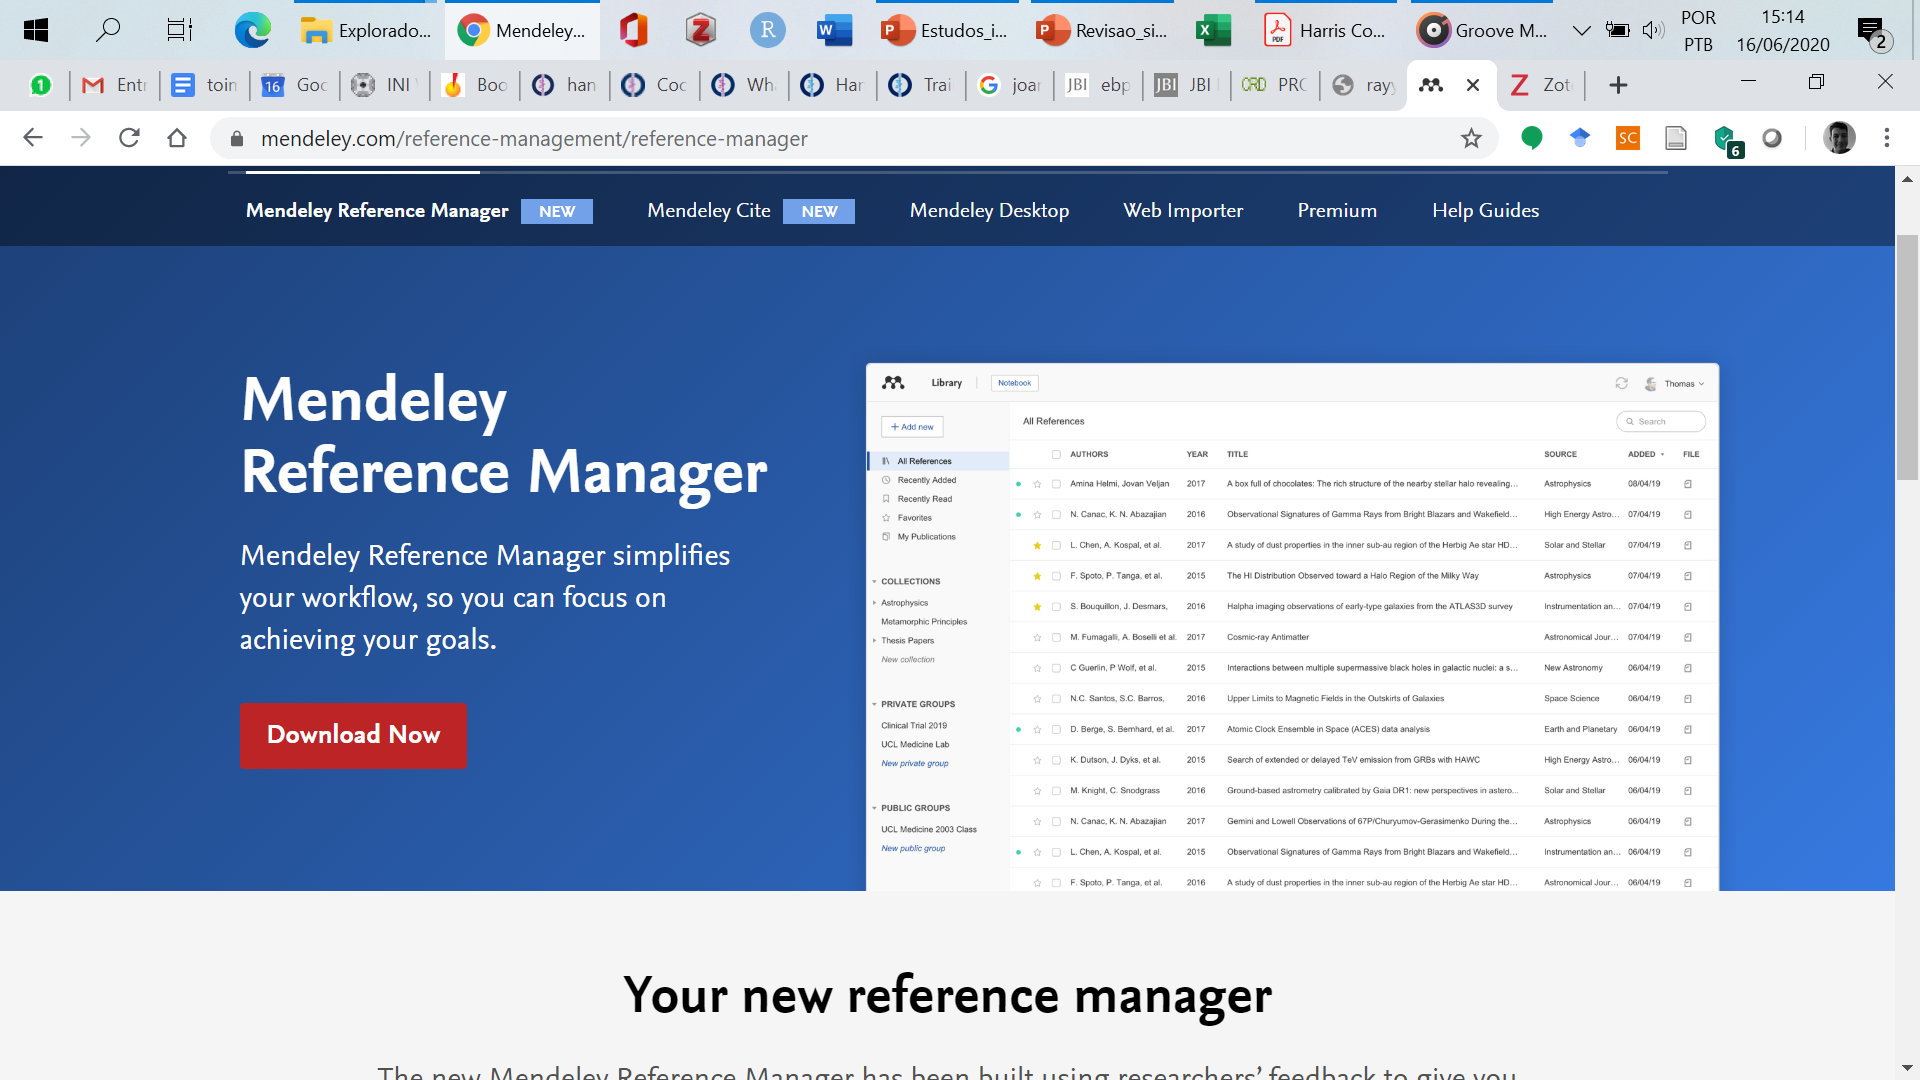 Explorado...
Mendeley...
Estudos_i...
Revisao_si...
Harris Co...
Groove M...
POR
PTB
15:14
16/06/2020
2
Entr
toin
16
Goc
INI
Boo
han
Coc
Wh
Har
Trai
joar
JBI
ebp
JBI
JBI
CRD
PRC
rayy
Zot
mendeley.com/reference-management/reference-manager
SC
6
Mendeley Reference Manager NEW
Mendeley Cite NEW
Mendeley Desktop
Web Importer
Premium
Help Guides
Mendeley
Reference Manager
Mendeley Reference Manager simplifies
your workflow, so you can focus on
achieving your goals.
Download Now
Library
Notebook
Thomas
+ Add new
All References
Recently Added
Recently Read
Favorites
My Publications
COLLECTIONS
Astrophysics
Metamorphic Principles
Thesis Papers
New collection
PRIVATE GROUPS
Clinical Trial 2019
UCL Medicine Lab
New private group
PUBLIC GROUPS
UCL Medicine 2003 Class
New public group
All References
Search
AUTHORS YEAR TITLE SOURCE ADDED FILE
Amina Helmi, Jovan Veljan 2017 A box full of chocolates: The rich structure of the nearby stellar halo revealing... Astrophysics 08/04/19
N. Canac, K. N. Abazajian 2016 Observational Signatures of Gamma Rays from Bright Blazars and Wakefield... High Energy Astro... 07/04/19
L. Chen, A. Kospal, et al. 2017 A study of dust properties in the inner sub-au region of the Herbig Ae star HD... Solar and Stellar 07/04/19
F. Spoto, P. Tanga, et al. 2015 The HI Distribution Observed toward a Halo Region of the Milky Way Astrophysics 07/04/19
S. Bouquillon, J. Desmars, 2016 Halpha imaging observations of early-type galaxies from the ATLAS3D survey Instrumentation an... 07/04/19
M. Fumagalli, A. Boselli et al. 2017 Cosmic-ray Antimatter Astronomical Jour... 07/04/19
C Guerlin, P Wolf, et al. 2015 Interactions between multiple supermassive black holes in galactic nuclei: a s... New Astronomy 06/04/19
N.C. Santos, S.C. Barros, 2016 Upper Limits to Magnetic Fields in the Outskirts of Galaxies Space Science 06/04/19
D. Berge, S. Bernhard, et al. 2017 Atomic Clock Ensemble in Space (ACES) data analysis Earth and Planetary 06/04/19
K. Dutson, J. Dyks, et al. 2015 Search of extended or delayed TeV emission from GRBs with HAWC High Energy Astro... 06/04/19
M. Knight, C. Snodgrass 2016 Ground-based astrometry calibrated by Gaia DR1: new perspectives in astero... Solar and Stellar 06/04/19
N. Canac, K. N. Abazajian 2017 Gemini and Lowell Observations of 67P/Churyumov-Gerasimenko During the... Astrophysics 06/04/19
L. Chen, A. Kospal, et al. 2015 Observational Signatures of Gamma Rays from Bright Blazars and Wakefield... Instrumentation an... 06/04/19
F. Spoto, P. Tanga, et al. 2016 A study of dust properties in the inner sub-au region of the Herbig Ae star HD... Astronomical Jour... 06/04/19
Your new reference manager
The new Mendeley Reference Manager has been built using researchers' feedback to give you